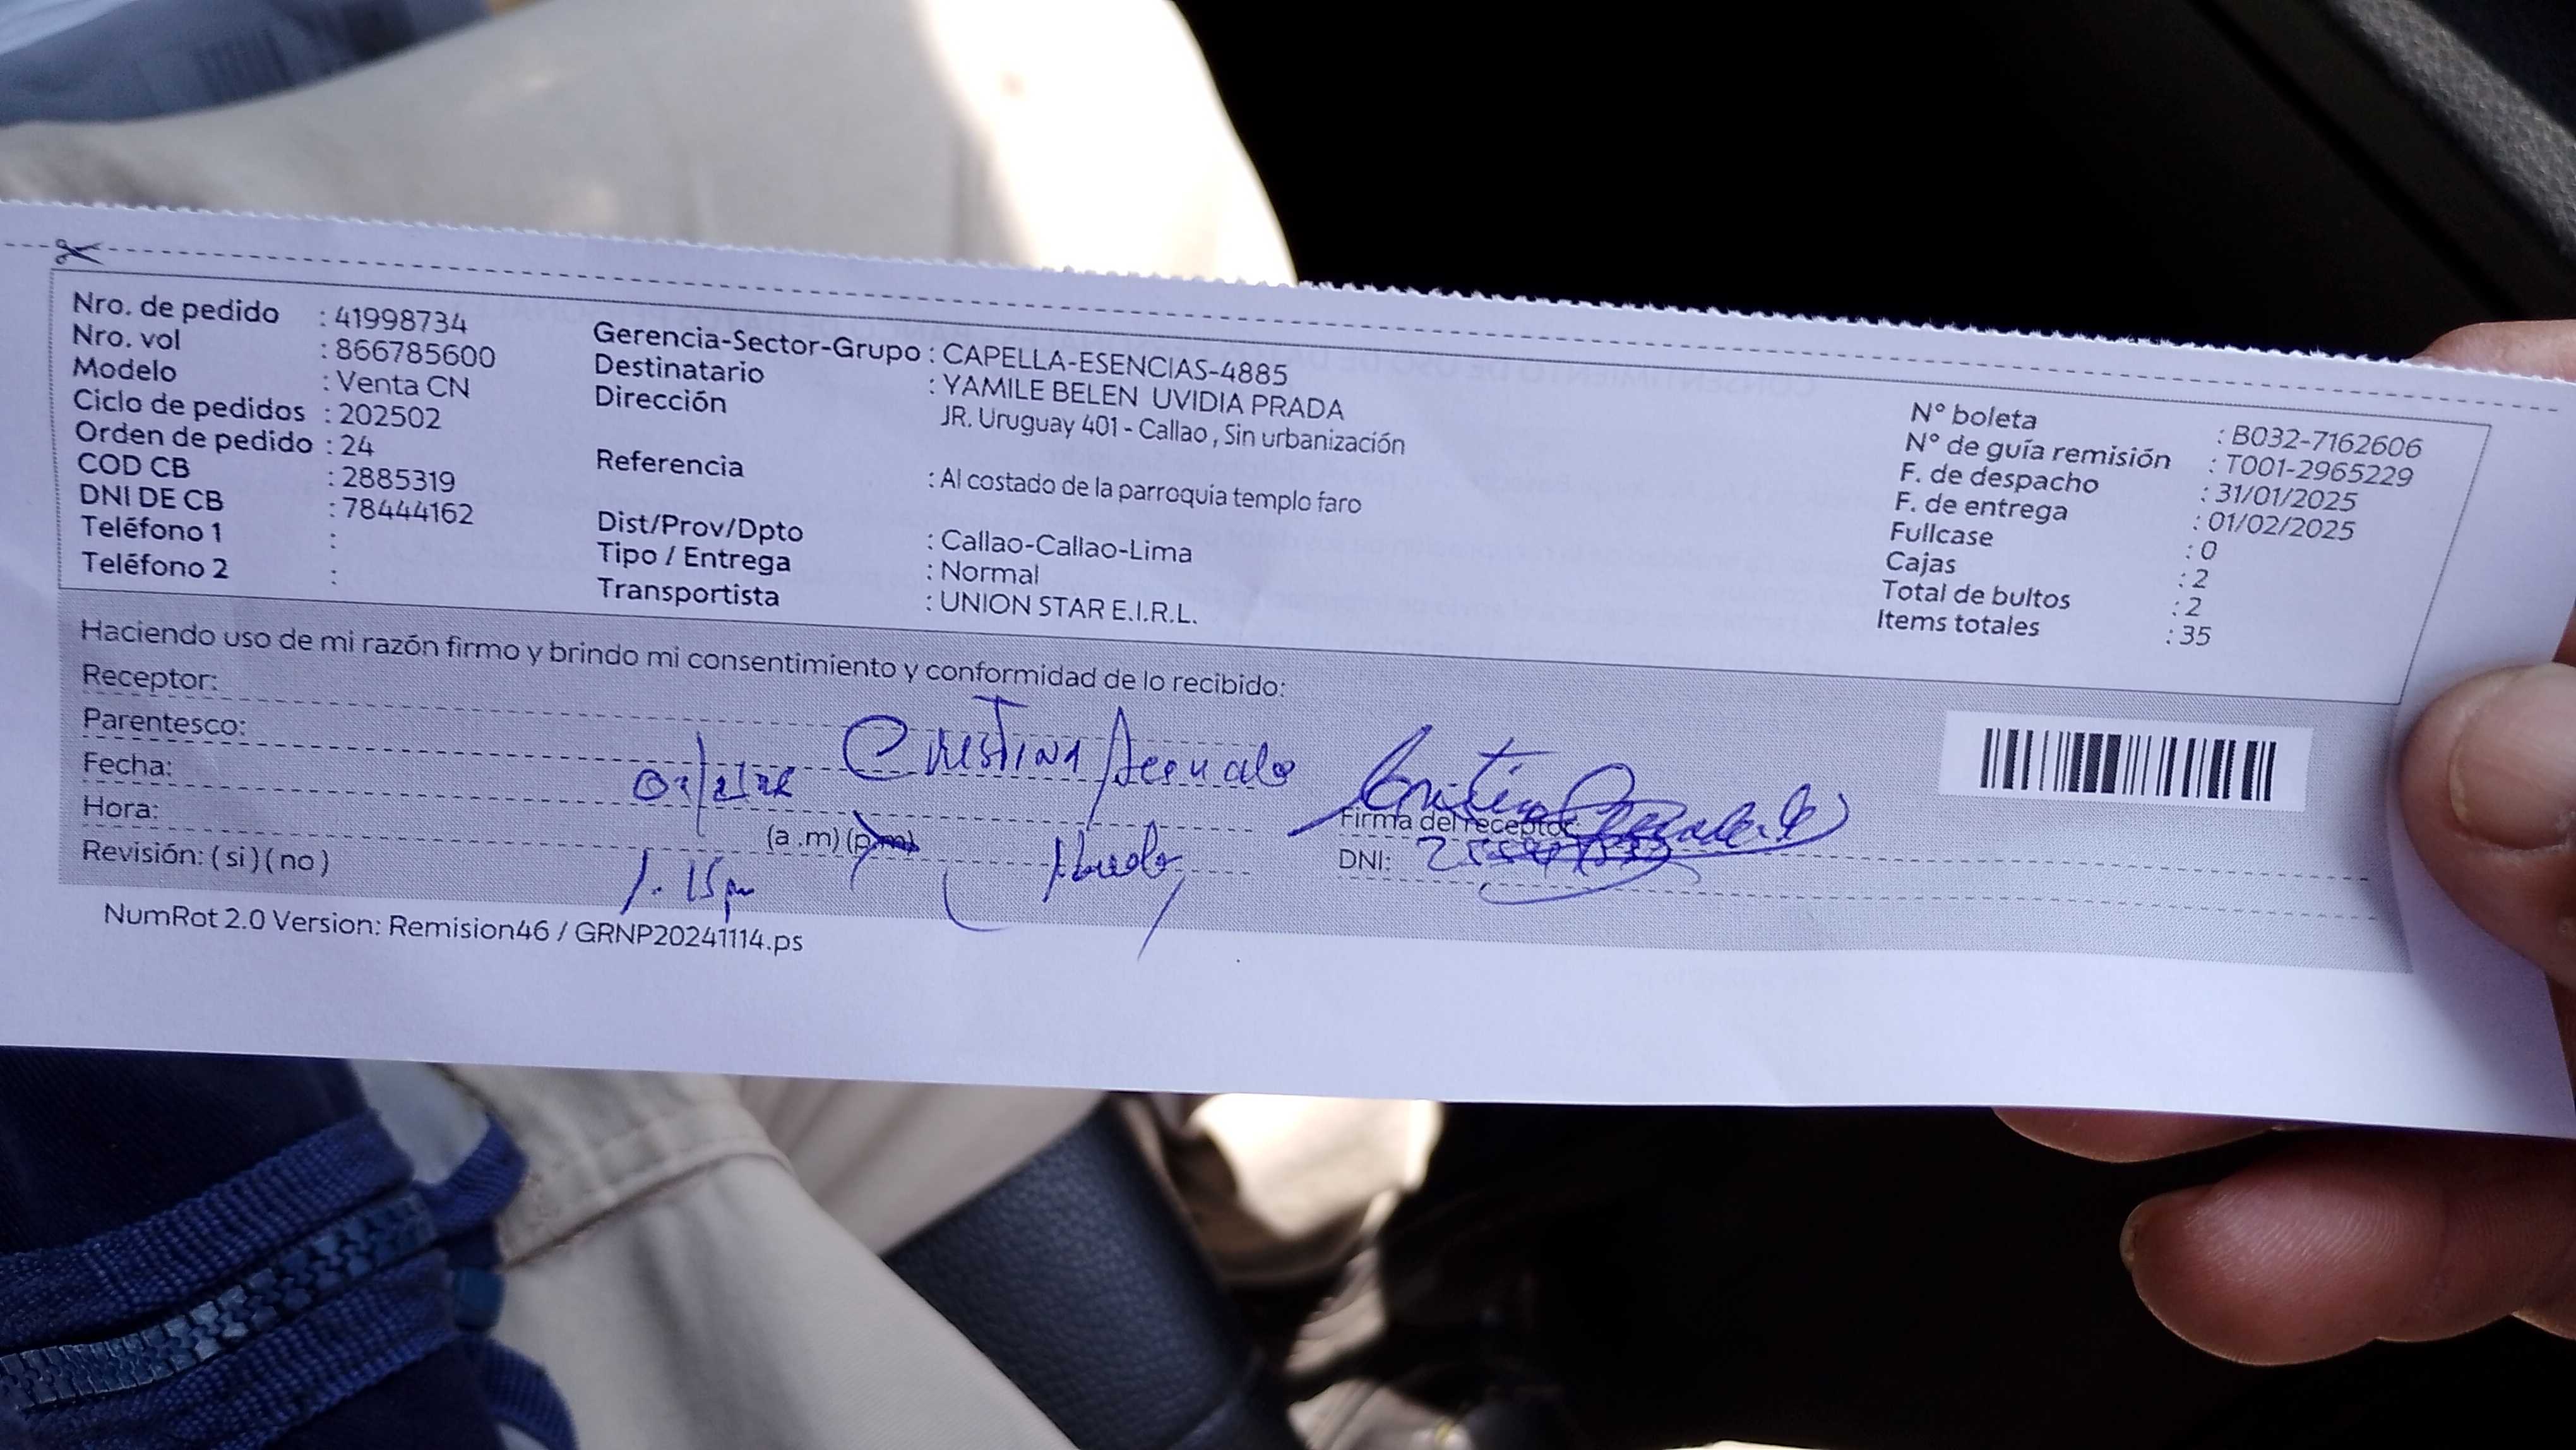 Nro. de pedido : 41998734
Nro. vol : 866785600
Modelo : Venta CN
Ciclo de pedidos : 202502
Orden de pedido : 24
COD CB : 2885319
DNI DE CB : 78444162
Teléfono 1 :
Teléfono 2 :
Gerencia-Sector-Grupo : CAPELLA-ESENCIAS-4885
Destinatario : YAMILE BELEN UVIDIA PRADA
Dirección JR. Uruguay 401 - Callao , Sin urbanización
Referencia : Al costado de la parroquia templo faro
Dist/Prov/Dpto : Callao-Callao-Lima
Tipo / Entrega : Normal
Transportista : UNION STAR E.I.R.L.
N° boleta : B032-7162606
N° de guía remisión : T001-2965229
F. de despacho : 31/01/2025
F. de entrega : 01/02/2025
Fullcase : 0
Cajas : 2
Total de bultos : 2
Items totales : 35
Haciendo uso de mi razón firmo y brindo mi consentimiento y conformidad de lo recibido:
Receptor:
Parentesco: Cristina
Fecha:
Hora: (a .m) (p.m)
1.15 pm
Revisión: ( si ) ( no )
Firma del receptor
DNI:
NumRot 2.0 Version: Remision46 / GRNP20241114.ps